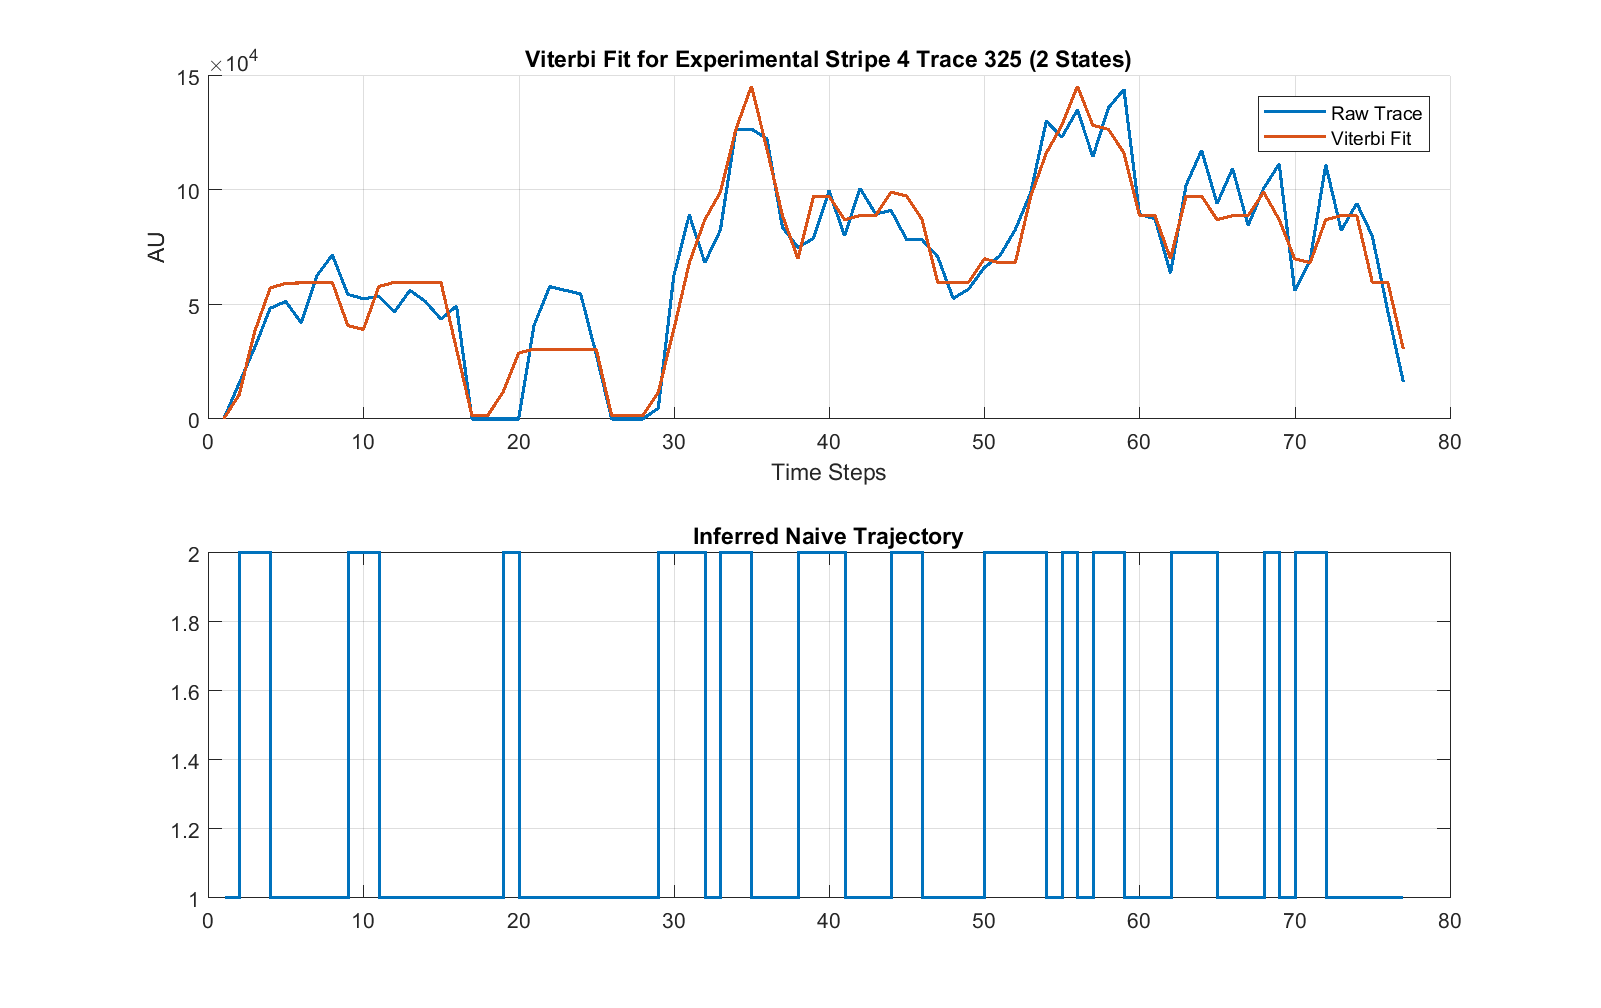 Viterbi Fit for Experimental Stripe 4 Trace 325 (2 States)
×10⁴
15
10
5
0
AU
Raw Trace
Viterbi Fit
0 10 20 30 40 50 60 70 80
Time Steps
Inferred Naive Trajectory
2
1.8
1.6
1.4
1.2
1
0 10 20 30 40 50 60 70 80